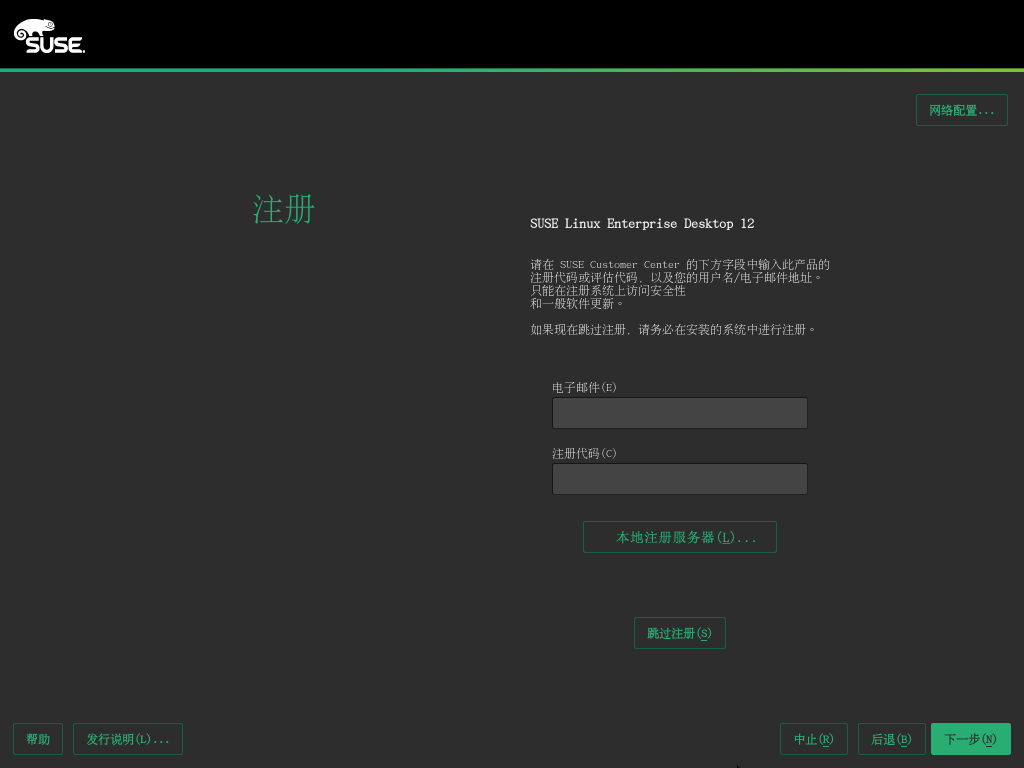 SUSE.
网络配置...
注册
SUSE Linux Enterprise Desktop 12
请在 SUSE Customer Center 的下方字段中输入此产品的
注册代码或评估代码，以及您的用户名/电子邮件地址。
只能在注册系统上访问安全性
和一般软件更新。
如果现在跳过注册，请务必在安装的系统中进行注册。
电子邮件(E)
注册代码(C)
本地注册服务器(L)...
跳过注册(S)
帮助
发行说明(L)...
中止(R)
后退(B)
下一步(N)